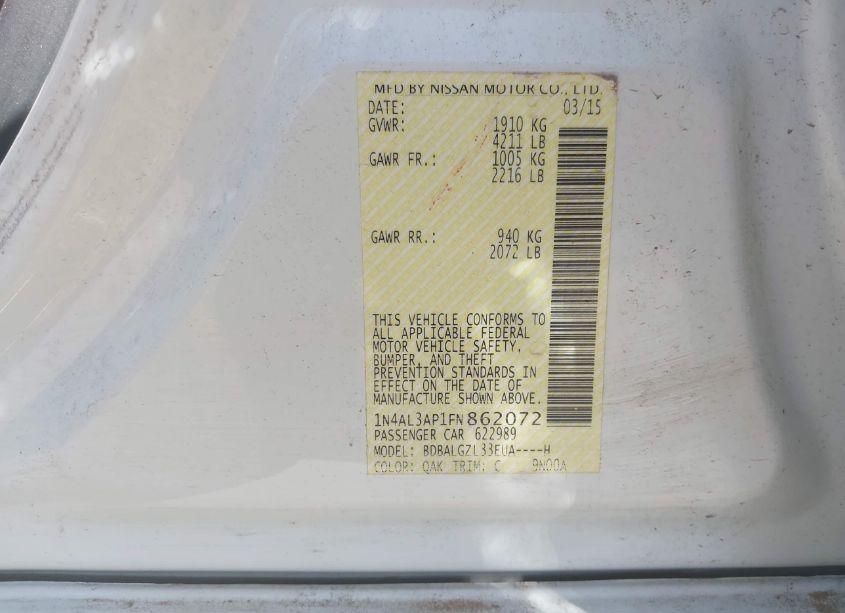 MFD BY NISSAN MOTOR CO., LTD.
DATE: 03/15
GVWR: 1910 KG
4211 LB
GAWR FR.: 1005 KG
2216 LB
GAWR RR.: 940 KG
2072 LB
THIS VEHICLE CONFORMS TO
ALL APPLICABLE FEDERAL
MOTOR VEHICLE SAFETY,
BUMPER, AND THEFT
PREVENTION STANDARDS IN
EFFECT ON THE DATE OF
MANUFACTURE SHOWN ABOVE.
1N4AL3AP1FN862072
PASSENGER CAR 622989
MODEL: BDBALGZL33EUA----H
COLOR: QAK TRIM: C 9N00A